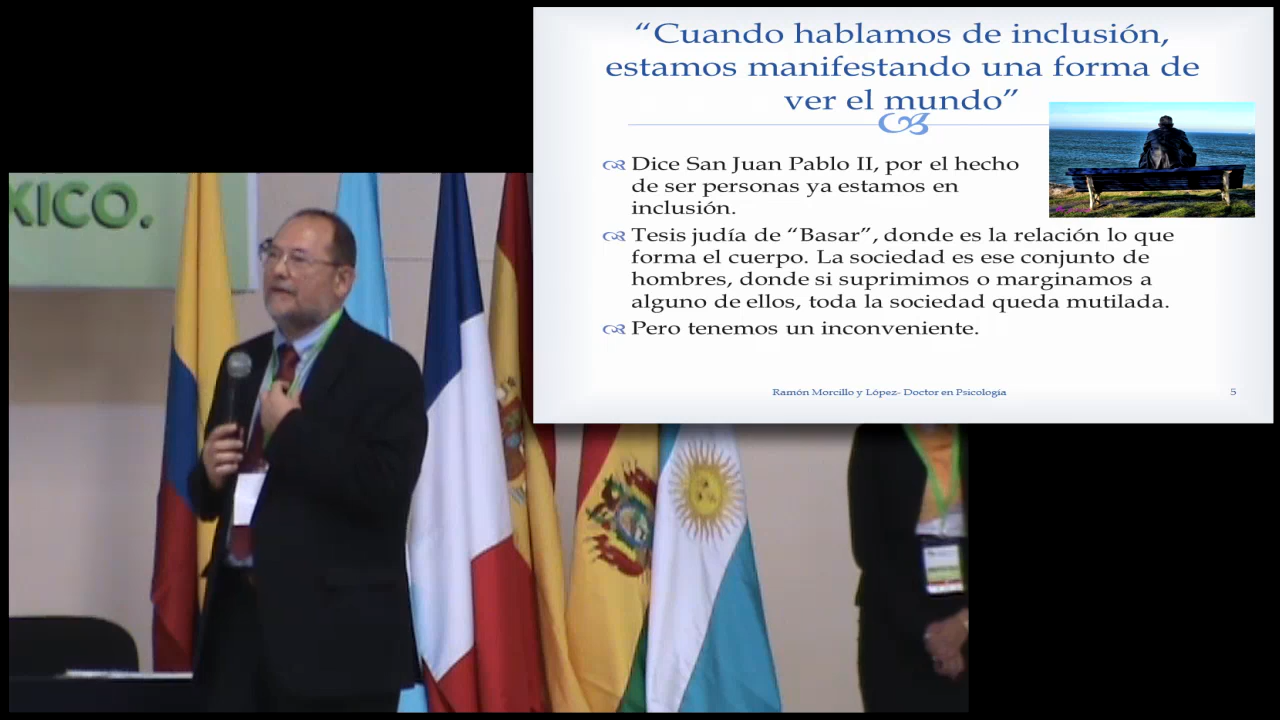 “Cuando hablamos de inclusión,
estamos manifestando una forma de
ver el mundo”
Dice San Juan Pablo II, por el hecho
de ser personas ya estamos en
inclusión.
Tesis judía de “Basar”, donde es la relación lo que
forma el cuerpo. La sociedad es ese conjunto de
hombres, donde si suprimimos o marginamos a
alguno de ellos, toda la sociedad queda mutilada.
Pero tenemos un inconveniente.
Ramón Morcillo y López- Doctor en Psicología 5
XICO.